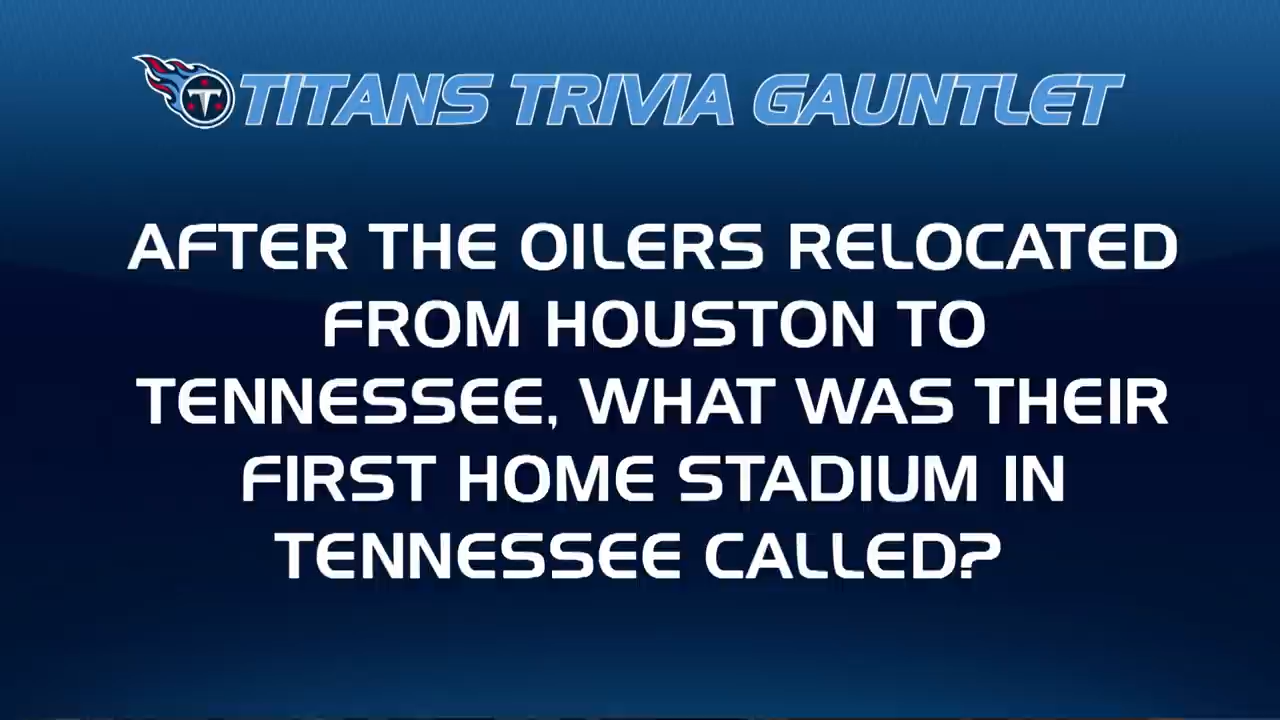 TITANS TRIVIA GAUNTLET
AFTER THE OILERS RELOCATED
FROM HOUSTON TO
TENNESSEE, WHAT WAS THEIR
FIRST HOME STADIUM IN
TENNESSEE CALLED?